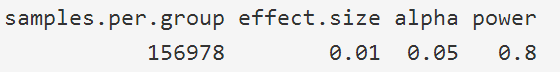 samples.per.group effect.size alpha power
156978 0.01 0.05 0.8